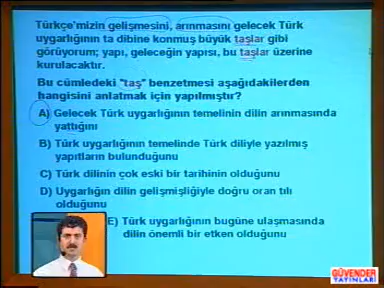 Türkçe'mizin gelişmesini, arınmasını gelecek Türk
uygarlığının ta dibine konmuş büyük taşlar gibi
görüyorum; yapı, geleceğin yapısı, bu taşlar üzerine
kurulacaktır.
Bu cümledeki "taş" benzetmesi aşağıdakilerden
hangisini anlatmak için yapılmıştır?
A) Gelecek Türk uygarlığının temelinin dilin arınmasında
yattığını
B) Türk uygarlığının temelinde Türk diliyle yazılmış
yapıtların bulunduğunu
C) Türk dilinin çok eski bir tarihinin olduğunu
D) Uygarlığın dilin gelişmişliğiyle doğru oran tılı
olduğunu
E) Türk uygarlığının bugüne ulaşmasında
dilin önemli bir etken olduğunu
GÜVENDER
YAYINLARI